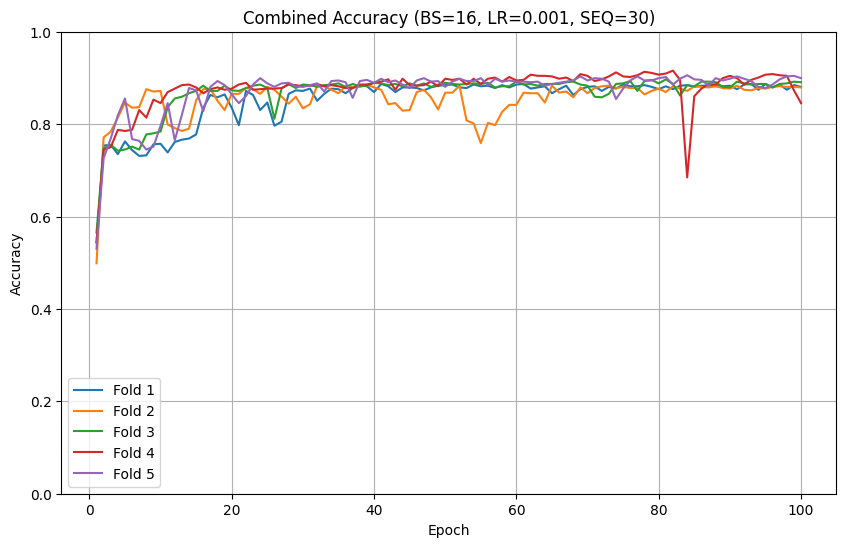 Combined Accuracy (BS=16, LR=0.001, SEQ=30)
1.0
0.8
0.6
0.4
0.2
0.0
Accuracy
Fold 1
Fold 2
Fold 3
Fold 4
Fold 5
0 20 40 60 80 100
Epoch